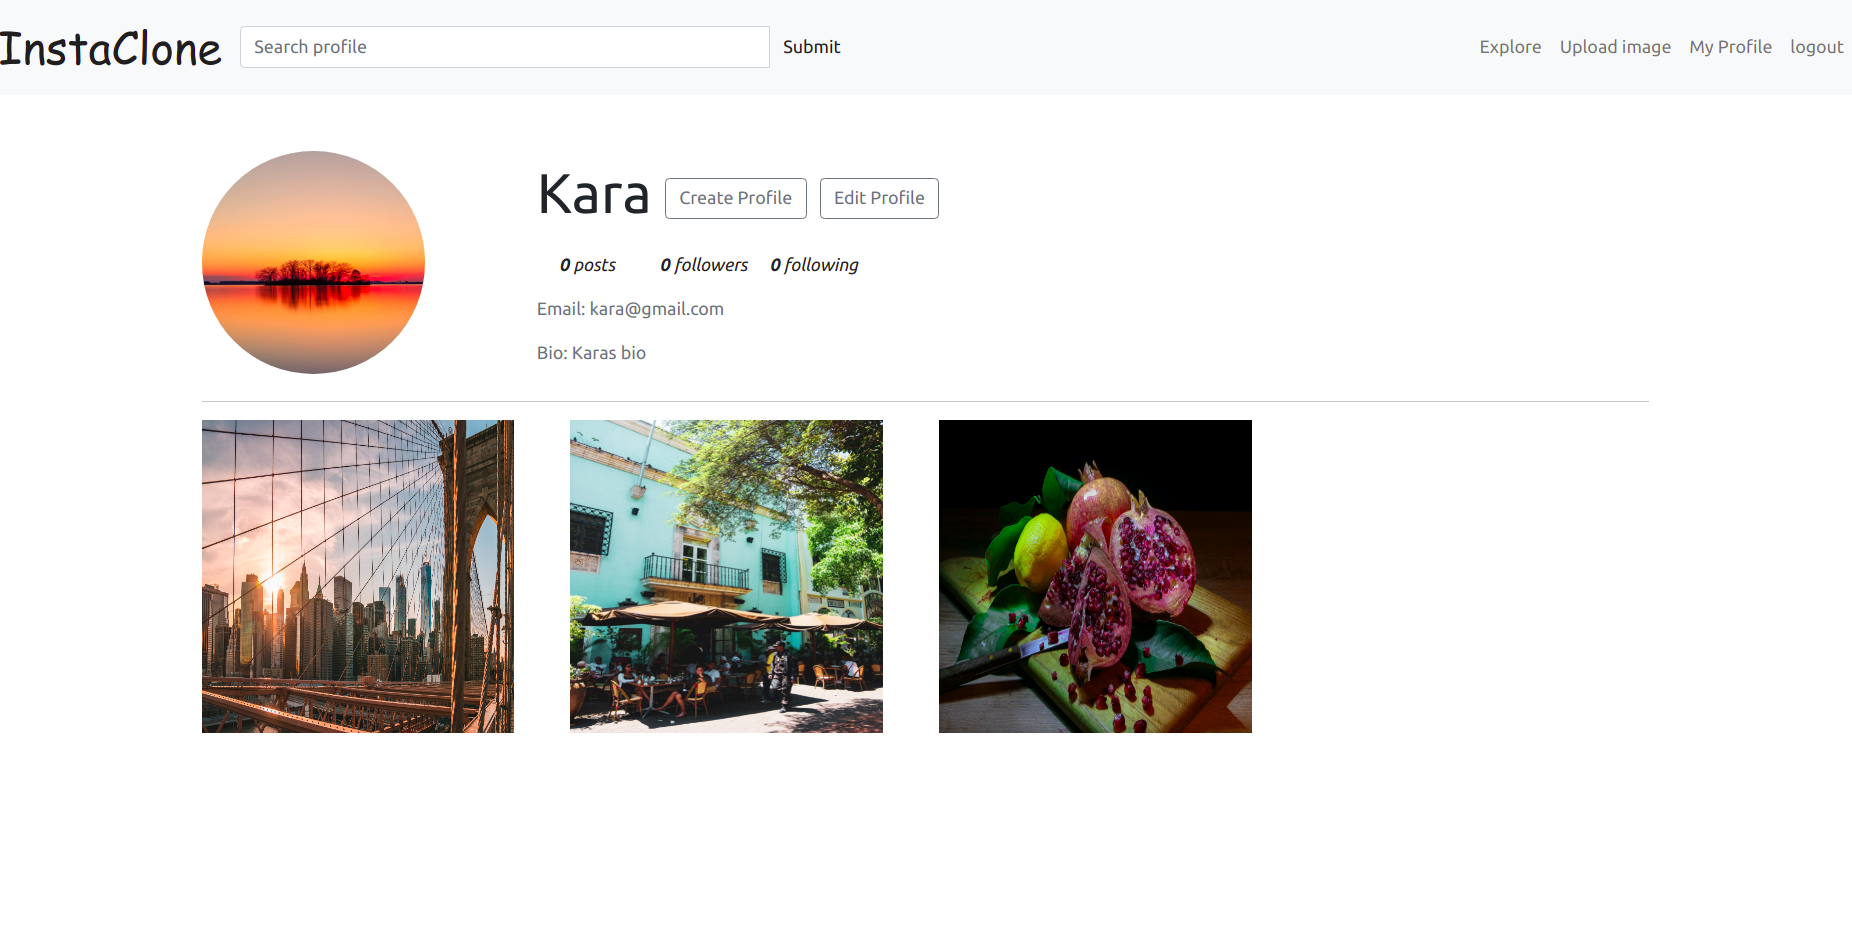 InstaClone Search profile Submit Explore Upload image My Profile logout
Kara Create Profile Edit Profile
0 posts 0 followers 0 following
Email: kara@gmail.com
Bio: Karas bio